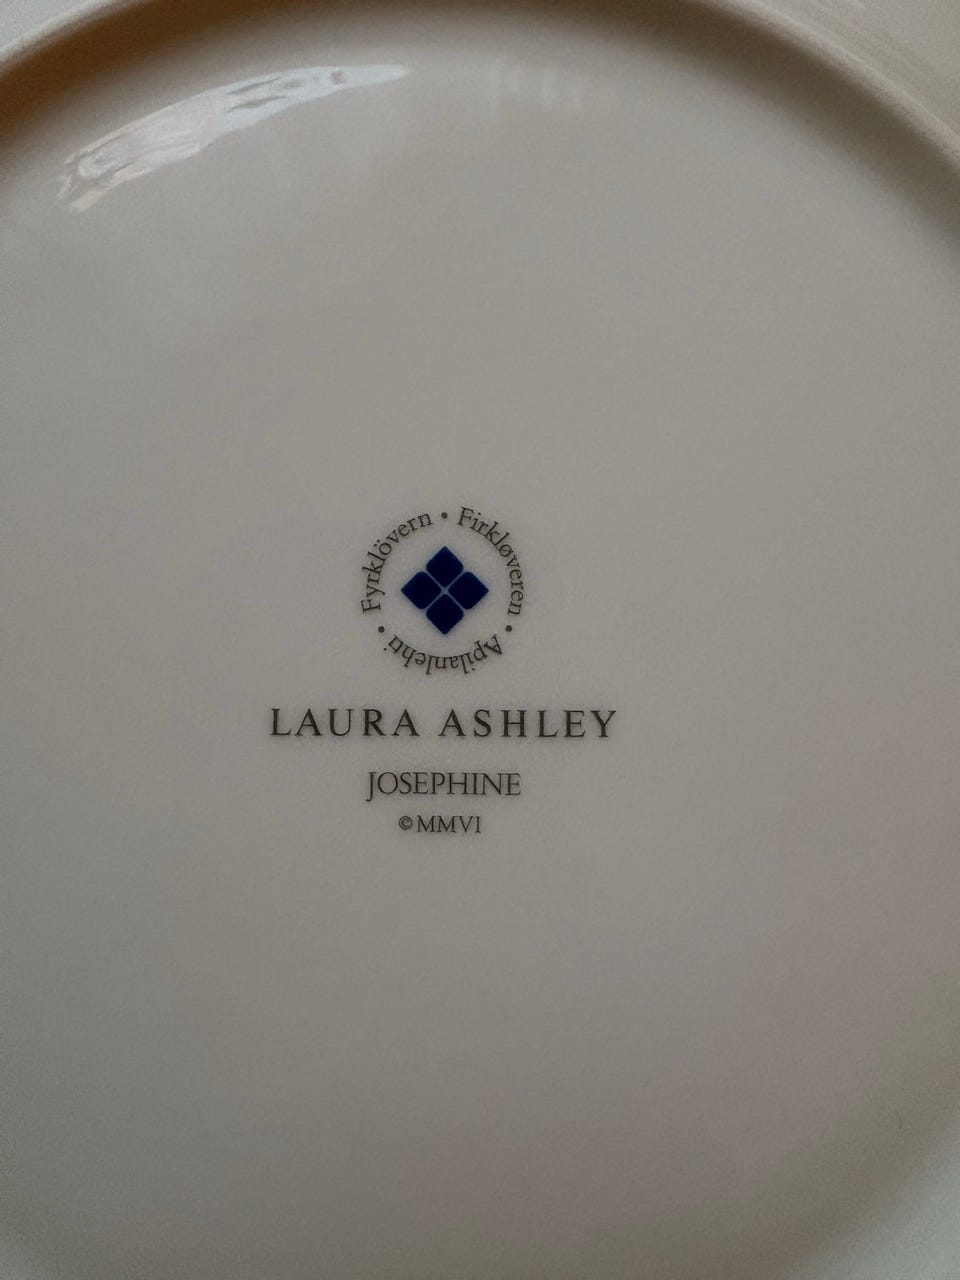 Fyrklövern • Firkløveren • Apilanlehti •
LAURA ASHLEY
JOSEPHINE
©MMVI